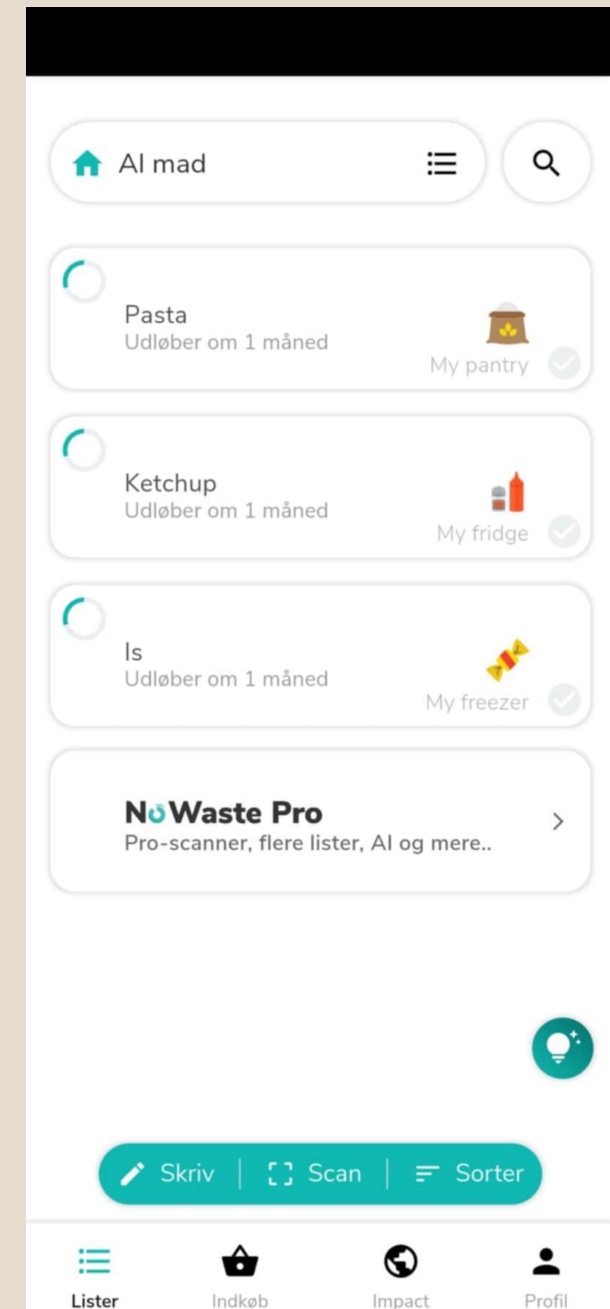 Al mad
Pasta
Udløber om 1 måned
My pantry
Ketchup
Udløber om 1 måned
My fridge
Is
Udløber om 1 måned
My freezer
NoWaste Pro
Pro-scanner, flere lister, AI og mere..
Skriv | Scan | Sorter
Lister Indkøb Impact Profil